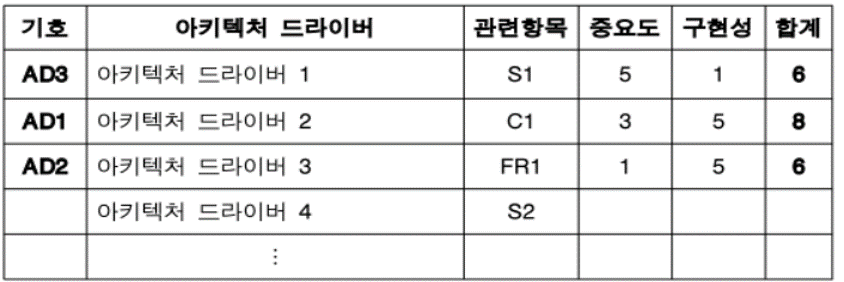 기호 아키텍처 드라이버 관련항목 중요도 구현성 합계
AD3 아키텍처 드라이버 1 S1 5 1 6
AD1 아키텍처 드라이버 2 C1 3 5 8
AD2 아키텍처 드라이버 3 FR1 1 5 6
아키텍처 드라이버 4 S2
⋮